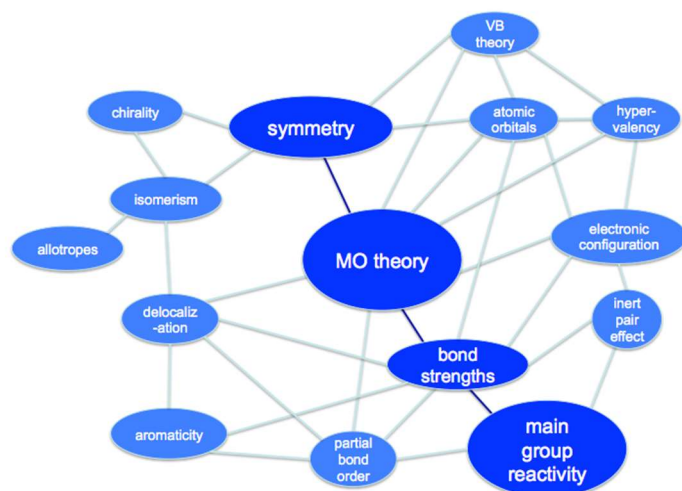 VB
theory
chirality
symmetry
atomic
orbitals
hyper-
valency
isomerism
allotropes
MO theory
electronic
configuration
delocaliz
-ation
inert
pair
effect
bond
strengths
aromaticity
partial
bond
order
main
group
reactivity